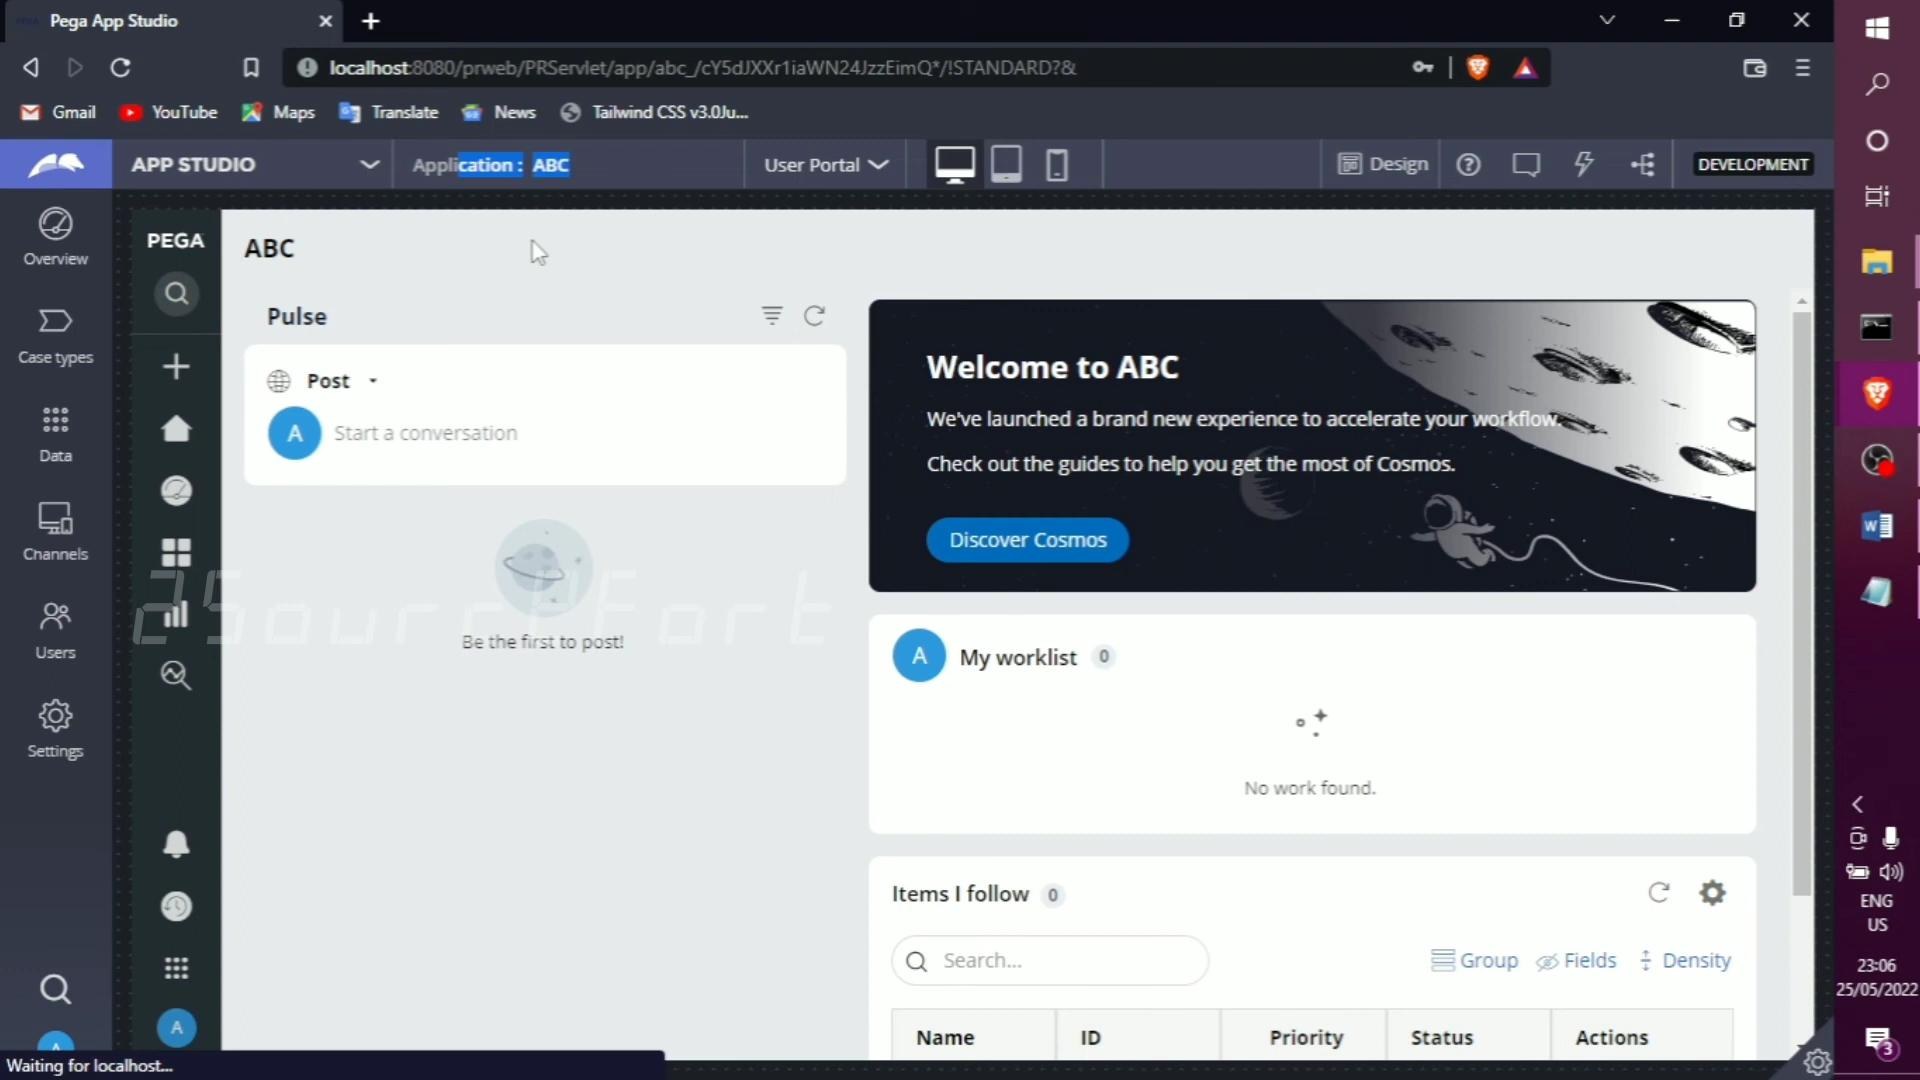 Pega App Studio
localhost:8080/prweb/PRServlet/app/abc_/cY5dJXXr1iaWN24JzzEimQ*/!STANDARD?&
Gmail YouTube Maps Translate News Tailwind CSS v3.0Ju...
APP STUDIO Application : ABC User Portal Design DEVELOPMENT
Overview
Case types
Data
Channels
Users
Settings
PEGA
ABC
Pulse
Post
A Start a conversation
Be the first to post!
2SourcEFort
Welcome to ABC
We've launched a brand new experience to accelerate your workflow.
Check out the guides to help you get the most of Cosmos.
Discover Cosmos
A My worklist 0
No work found.
Items I follow 0
Search...
Group Fields Density
Name ID Priority Status Actions
A
A
Waiting for localhost...
ENG
US
23:06
25/05/2022
3